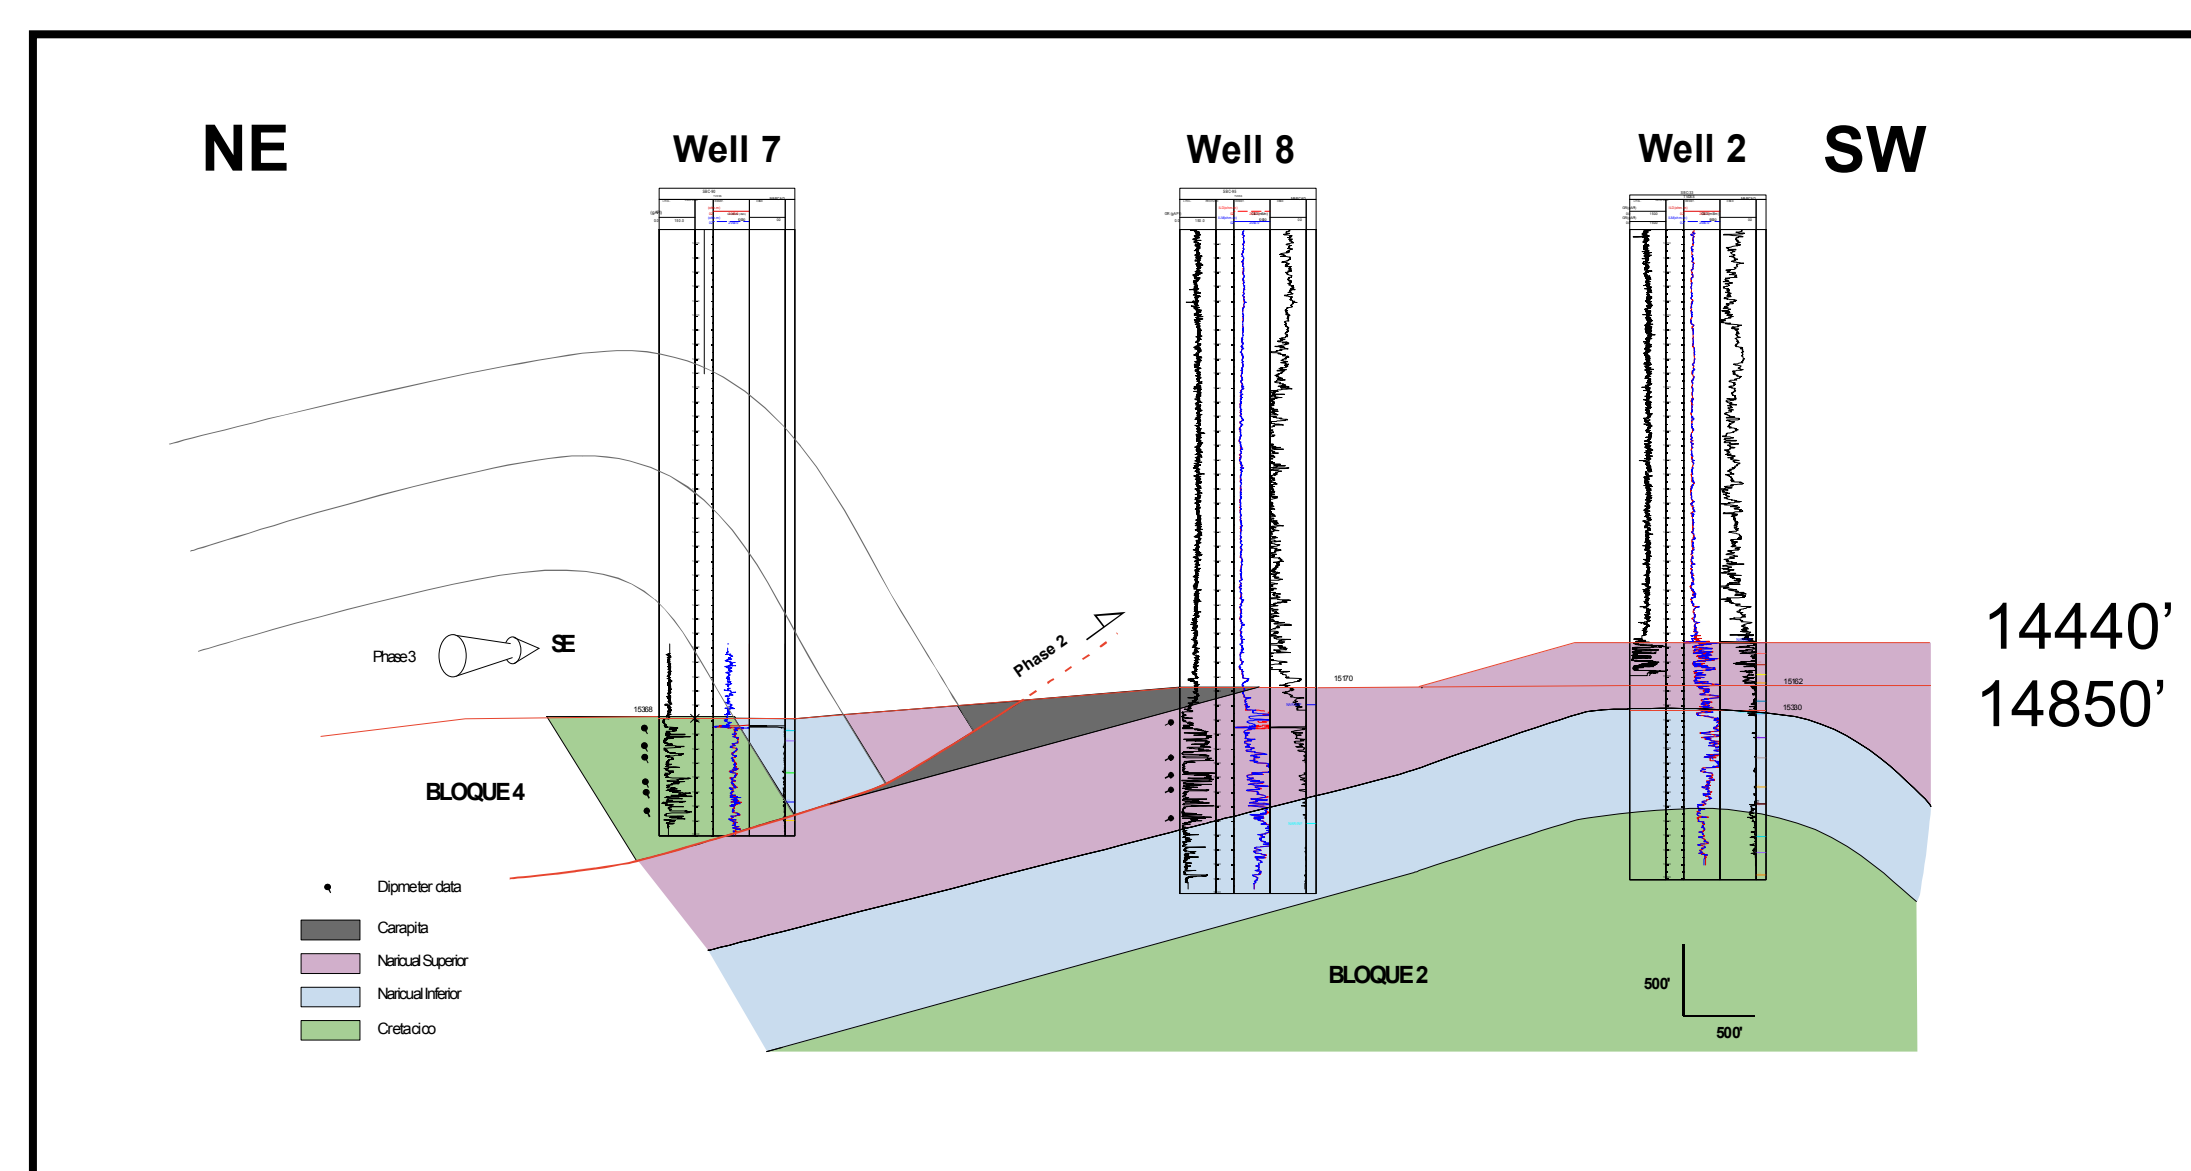 NE
Well 7
Well 8
Well 2
SW
14440’
14850’
Phase 3
SE
Phase 2
15170
15162
15330
15368
BLOQUE 4
BLOQUE 2
500'
500'
Dipmeter data
Carapita
Naricual Superior
Naricual Inferior
Cretacico